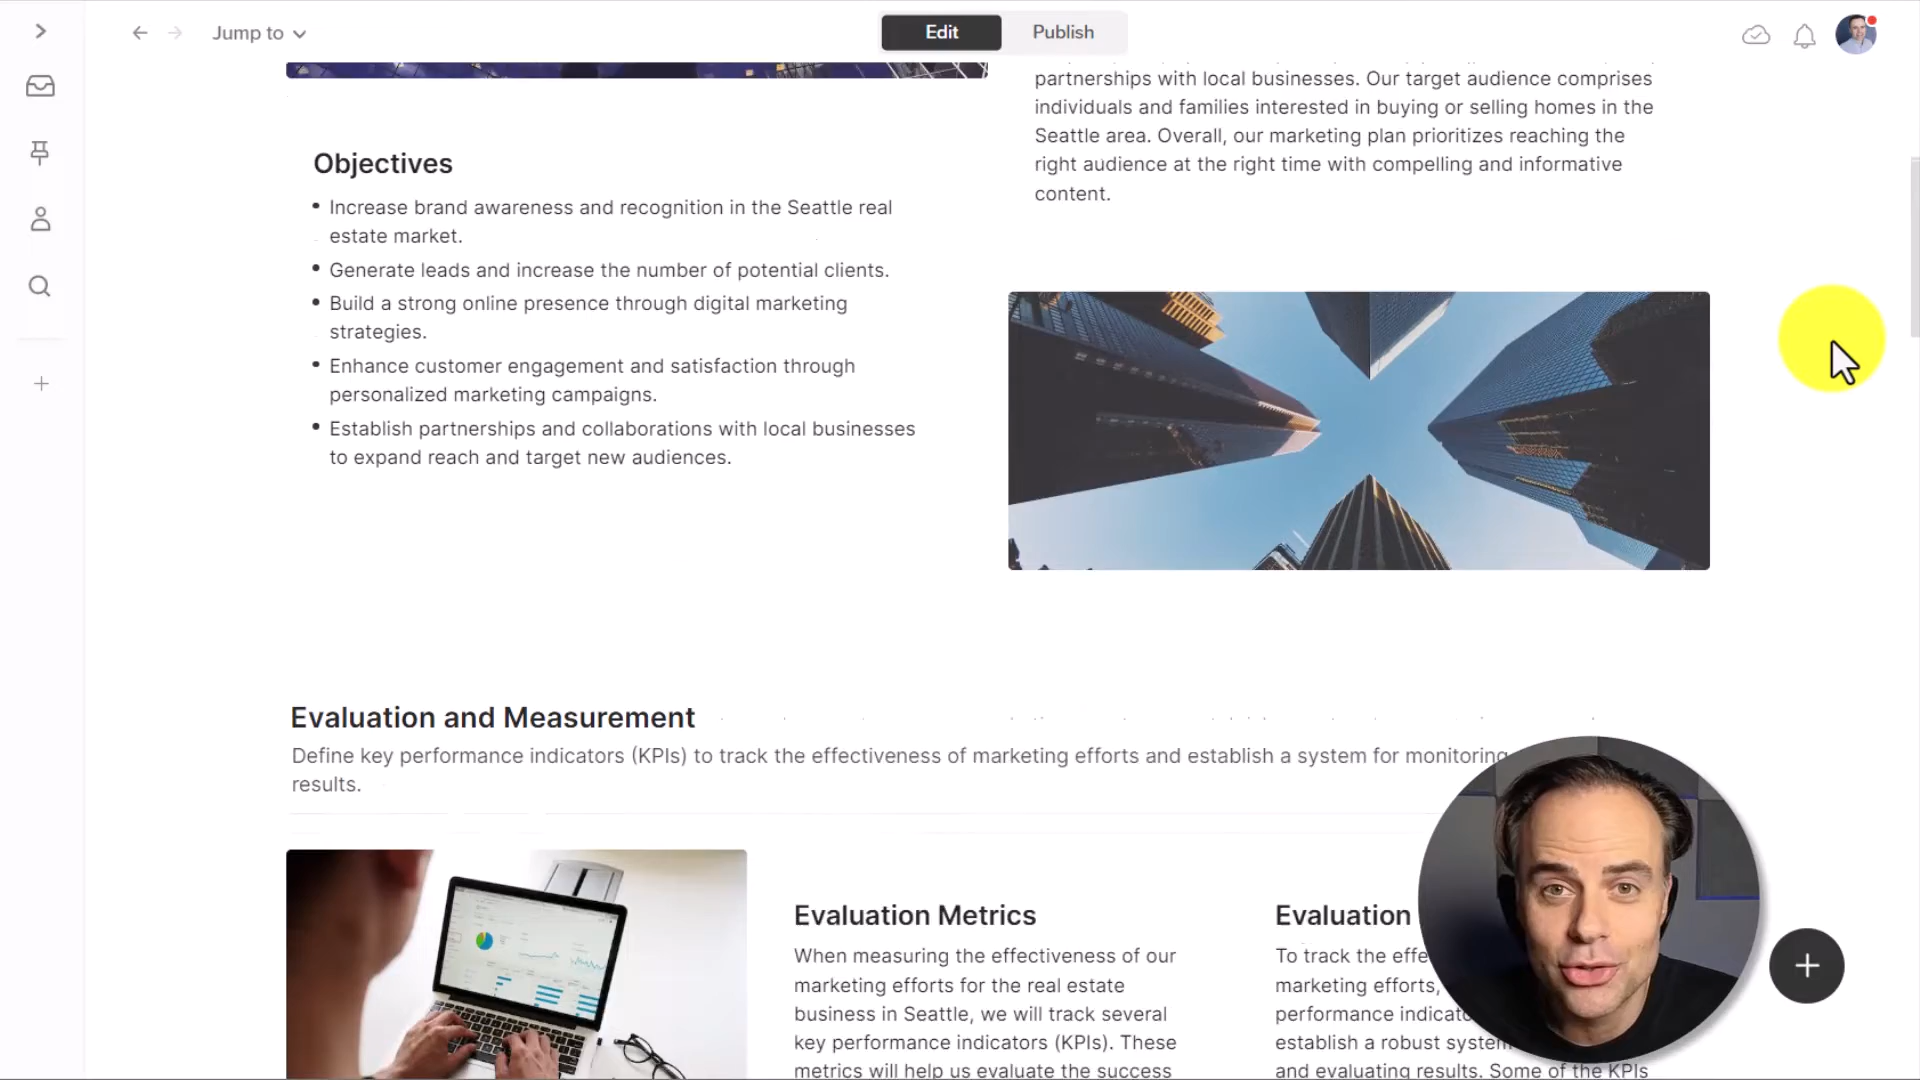 Jump to
Edit
Publish
partnerships with local businesses. Our target audience comprises
individuals and families interested in buying or selling homes in the
Seattle area. Overall, our marketing plan prioritizes reaching the
right audience at the right time with compelling and informative
content.
Objectives
• Increase brand awareness and recognition in the Seattle real
estate market.
• Generate leads and increase the number of potential clients.
• Build a strong online presence through digital marketing
strategies.
• Enhance customer engagement and satisfaction through
personalized marketing campaigns.
• Establish partnerships and collaborations with local businesses
to expand reach and target new audiences.
Evaluation and Measurement
Define key performance indicators (KPIs) to track the effectiveness of marketing efforts and establish a system for monitoring
results.
Evaluation Metrics
When measuring the effectiveness of our
marketing efforts for the real estate
business in Seattle, we will track several
key performance indicators (KPIs). These
metrics will help us evaluate the success
Evaluation
To track the effe
marketing efforts,
performance indicato
establish a robust system
and evaluating results. Some of the KPIs